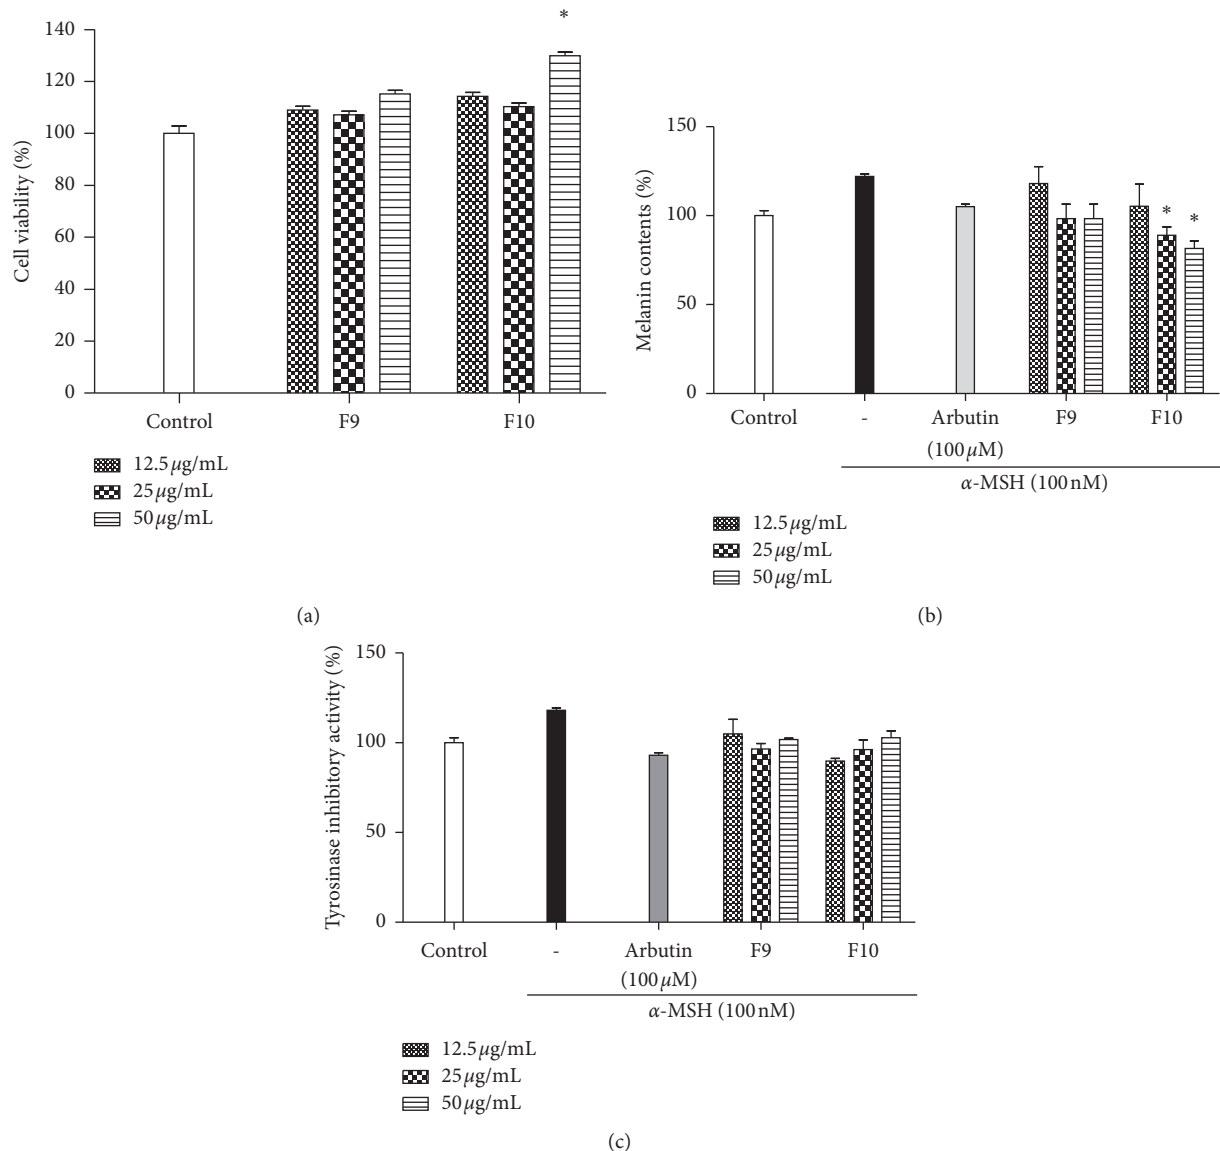 *
140
120
100
80
60
40
20
0
Cell viability (%)
Control
F9
F10
12.5 μg/mL
25 μg/mL
50 μg/mL
(a)
150
100
50
0
Melanin contents (%)
*
*
Control
-
Arbutin
(100 μM)
F9
F10
α-MSH (100 nM)
12.5 μg/mL
25 μg/mL
50 μg/mL
(b)
150
100
50
0
Tyrosinase inhibitory activity (%)
Control
-
Arbutin
(100 μM)
F9
F10
α-MSH (100 nM)
12.5 μg/mL
25 μg/mL
50 μg/mL
(c)